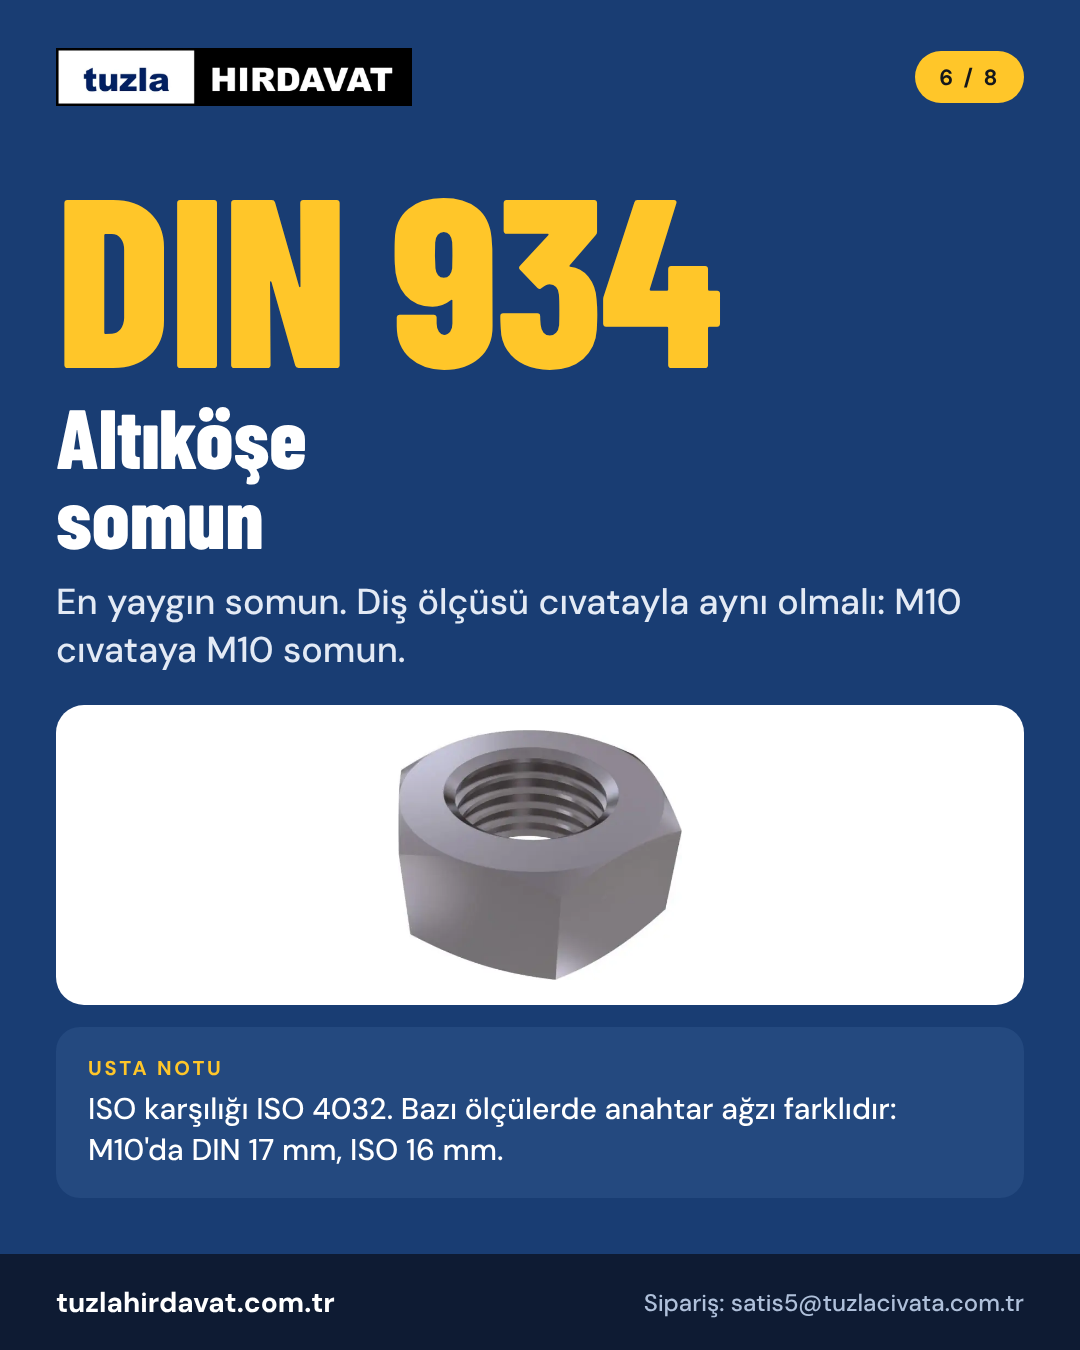 tuzla HIRDAVAT
6 / 8
DIN 934
Altıköşe
somun
En yaygın somun. Diş ölçüsü cıvatayla aynı olmalı: M10
cıvataya M10 somun.
USTA NOTU
ISO karşılığı ISO 4032. Bazı ölçülerde anahtar ağzı farklıdır:
M10'da DIN 17 mm, ISO 16 mm.
tuzlahirdavat.com.tr
Sipariş: satis5@tuzlacivata.com.tr